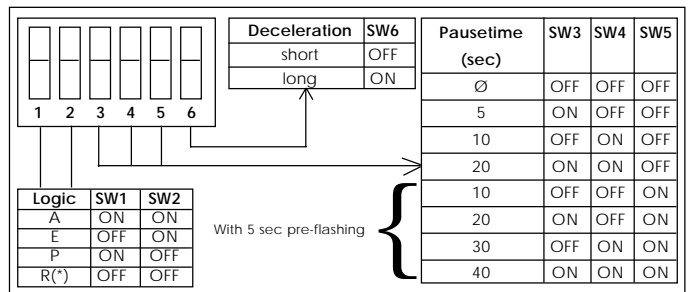 1 2 3 4 5 6
Deceleration SW6
short OFF
long ON
Pausetime (sec) SW3 SW4 SW5
Ø OFF OFF OFF
5 ON OFF OFF
10 OFF ON OFF
20 ON ON OFF
10 OFF OFF ON
20 ON OFF ON
30 OFF ON ON
40 ON ON ON
With 5 sec pre-flashing
Logic SW1 SW2
A ON ON
E OFF ON
P ON OFF
R(*) OFF OFF